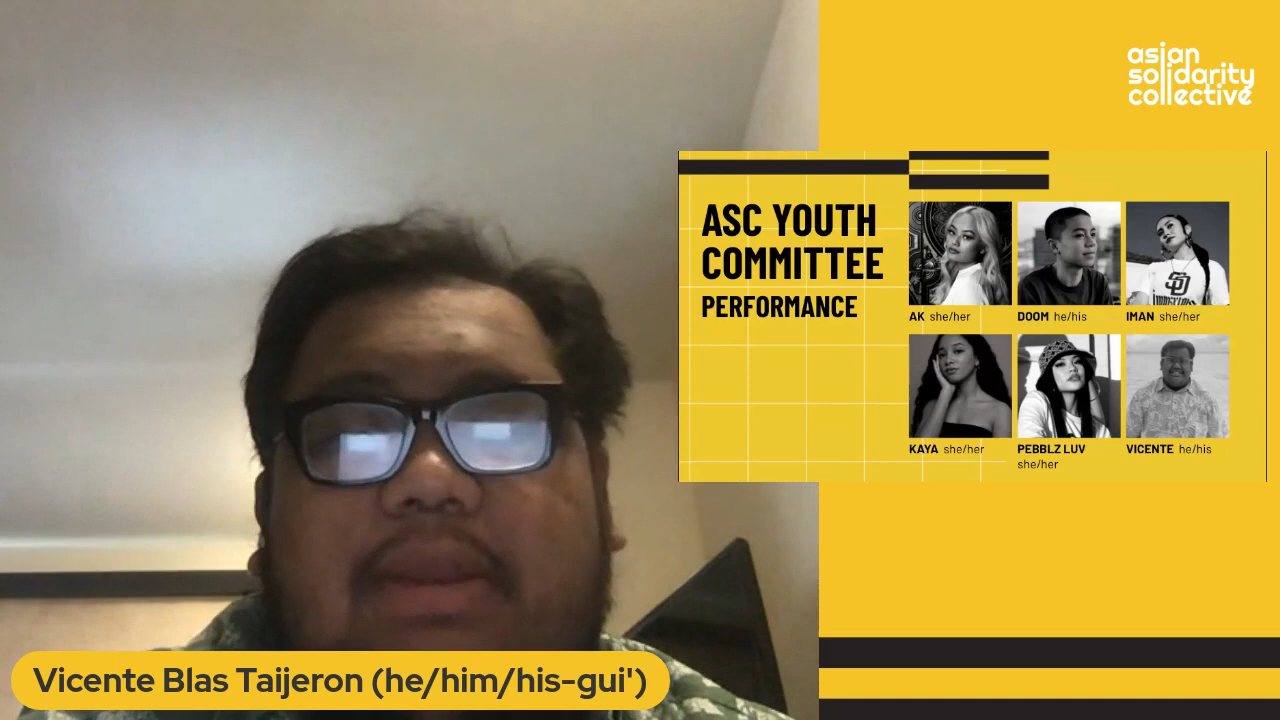 asian
solidarity
collective
ASC YOUTH
COMMITTEE
PERFORMANCE
AK she/her
DOOM he/his
IMAN she/her
SD
KAYA she/her
PEBBLZ LUV
she/her
VICENTE he/his
Vicente Blas Taijeron (he/him/his-gui')